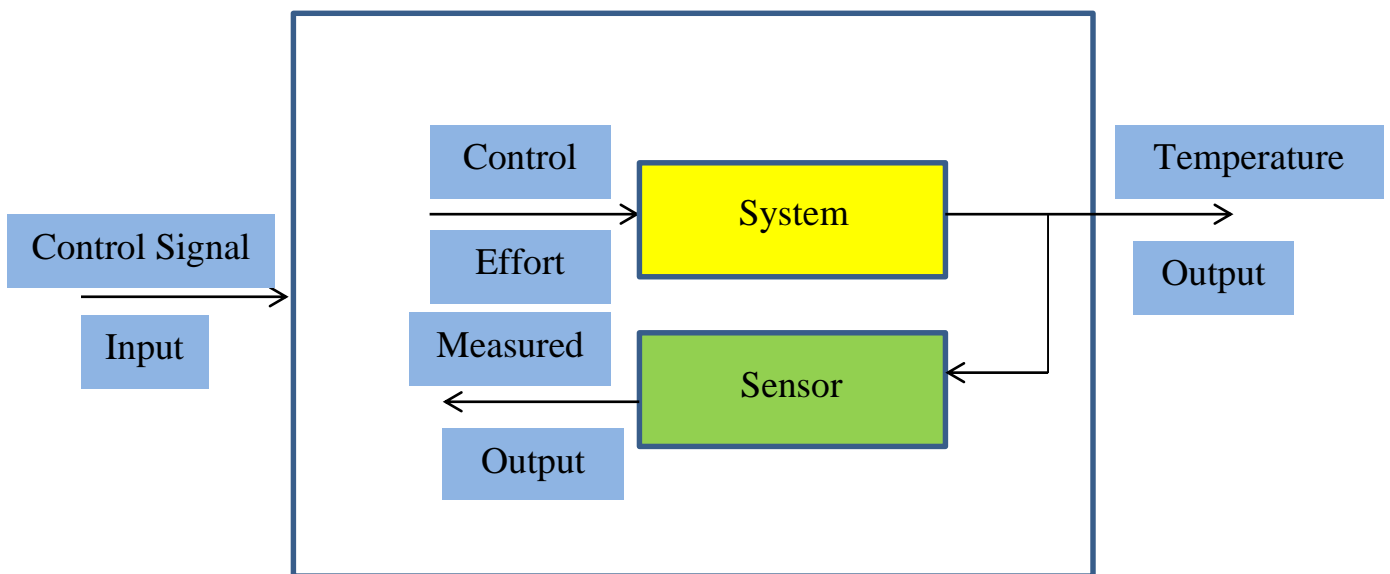 Control Signal
Input
Control
Effort
Measured
Output
System
Sensor
Temperature
Output